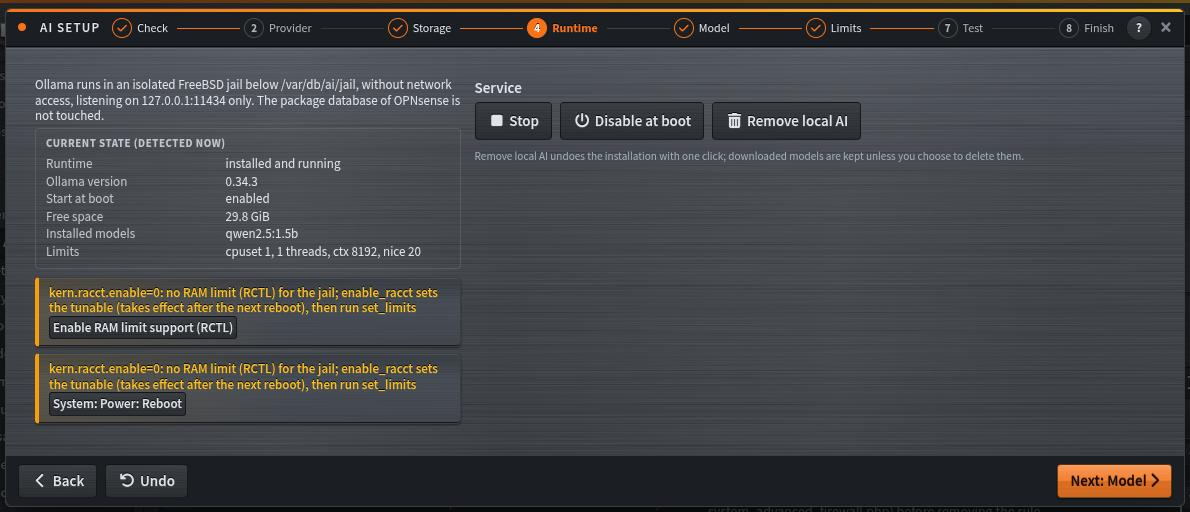 AI SETUP
Check
2 Provider
Storage
4 Runtime
Model
Limits
7 Test
8 Finish
?
Ollama runs in an isolated FreeBSD jail below /var/db/ai/jail, without network
access, listening on 127.0.0.1:11434 only. The package database of OPNsense is
not touched.
CURRENT STATE (DETECTED NOW)
Runtime installed and running
Ollama version 0.34.3
Start at boot enabled
Free space 29.8 GiB
Installed models qwen2.5:1.5b
Limits cpuset 1, 1 threads, ctx 8192, nice 20
kern.racct.enable=0: no RAM limit (RCTL) for the jail; enable_racct sets
the tunable (takes effect after the next reboot), then run set_limits
Enable RAM limit support (RCTL)
kern.racct.enable=0: no RAM limit (RCTL) for the jail; enable_racct sets
the tunable (takes effect after the next reboot), then run set_limits
System: Power: Reboot
Service
Stop
Disable at boot
Remove local AI
Remove local AI undoes the installation with one click; downloaded models are kept unless you choose to delete them.
Back
Undo
Next: Model
system_advanced_firewall.php) before removing the rule